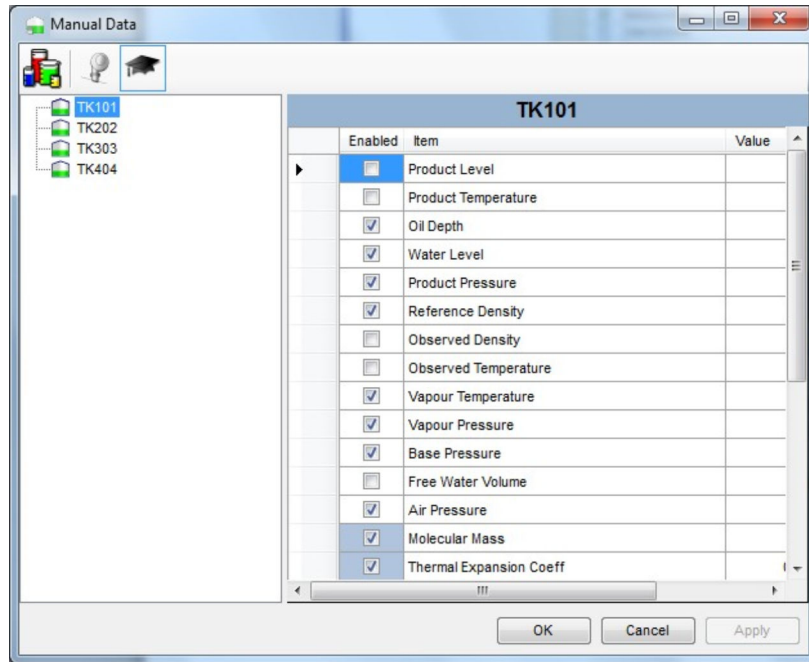 Manual Data
TK101
TK202
TK303
TK404
TK101
Enabled Item Value
Product Level
Product Temperature
Oil Depth
Water Level
Product Pressure
Reference Density
Observed Density
Observed Temperature
Vapour Temperature
Vapour Pressure
Base Pressure
Free Water Volume
Air Pressure
Molecular Mass
Thermal Expansion Coeff
OK Cancel Apply